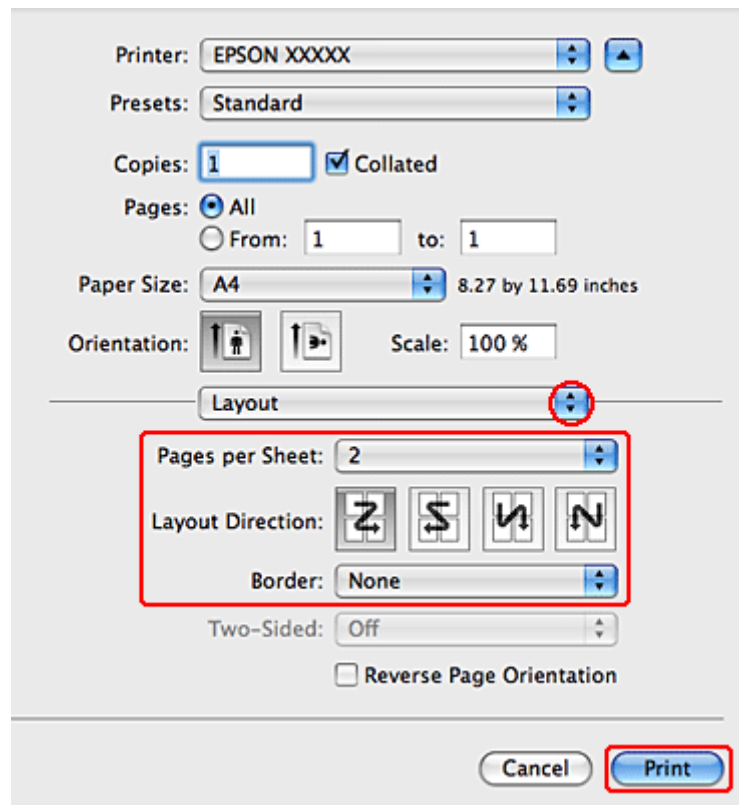 Printer: EPSON XXXXX
Presets: Standard
Copies: 1 Collated
Pages: All
From: 1 to: 1
Paper Size: A4 8.27 by 11.69 inches
Orientation: Scale: 100 %
Layout
Pages per Sheet: 2
Layout Direction:
Border: None
Two-Sided: Off
Reverse Page Orientation
Cancel Print